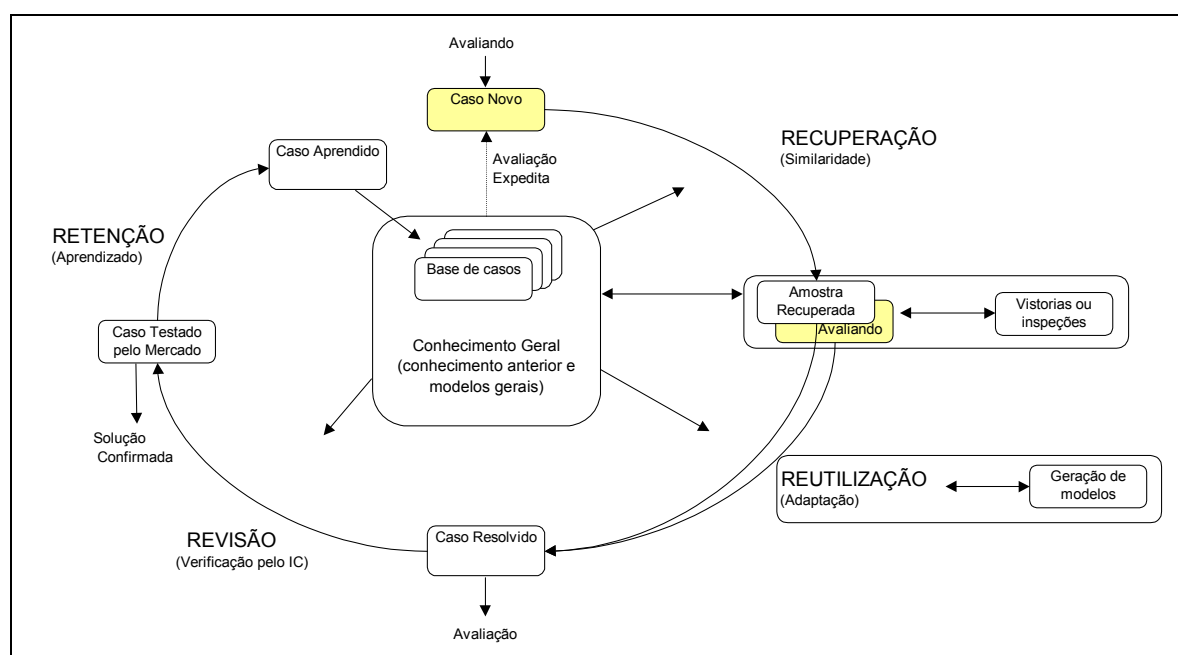 Avaliando
Caso Novo
RECUPERAÇÃO
(Similaridade)
Caso Aprendido
Avaliação
Expedita
RETENÇÃO
(Aprendizado)
Base de casos
Amostra
Recuperada
Avaliando
Vistorias ou
inspeções
Caso Testado
pelo Mercado
Conhecimento Geral
(conhecimento anterior e
modelos gerais)
Solução
Confirmada
REUTILIZAÇÃO
(Adaptação)
Geração de
modelos
REVISÃO
(Verificação pelo IC)
Caso Resolvido
Avaliação